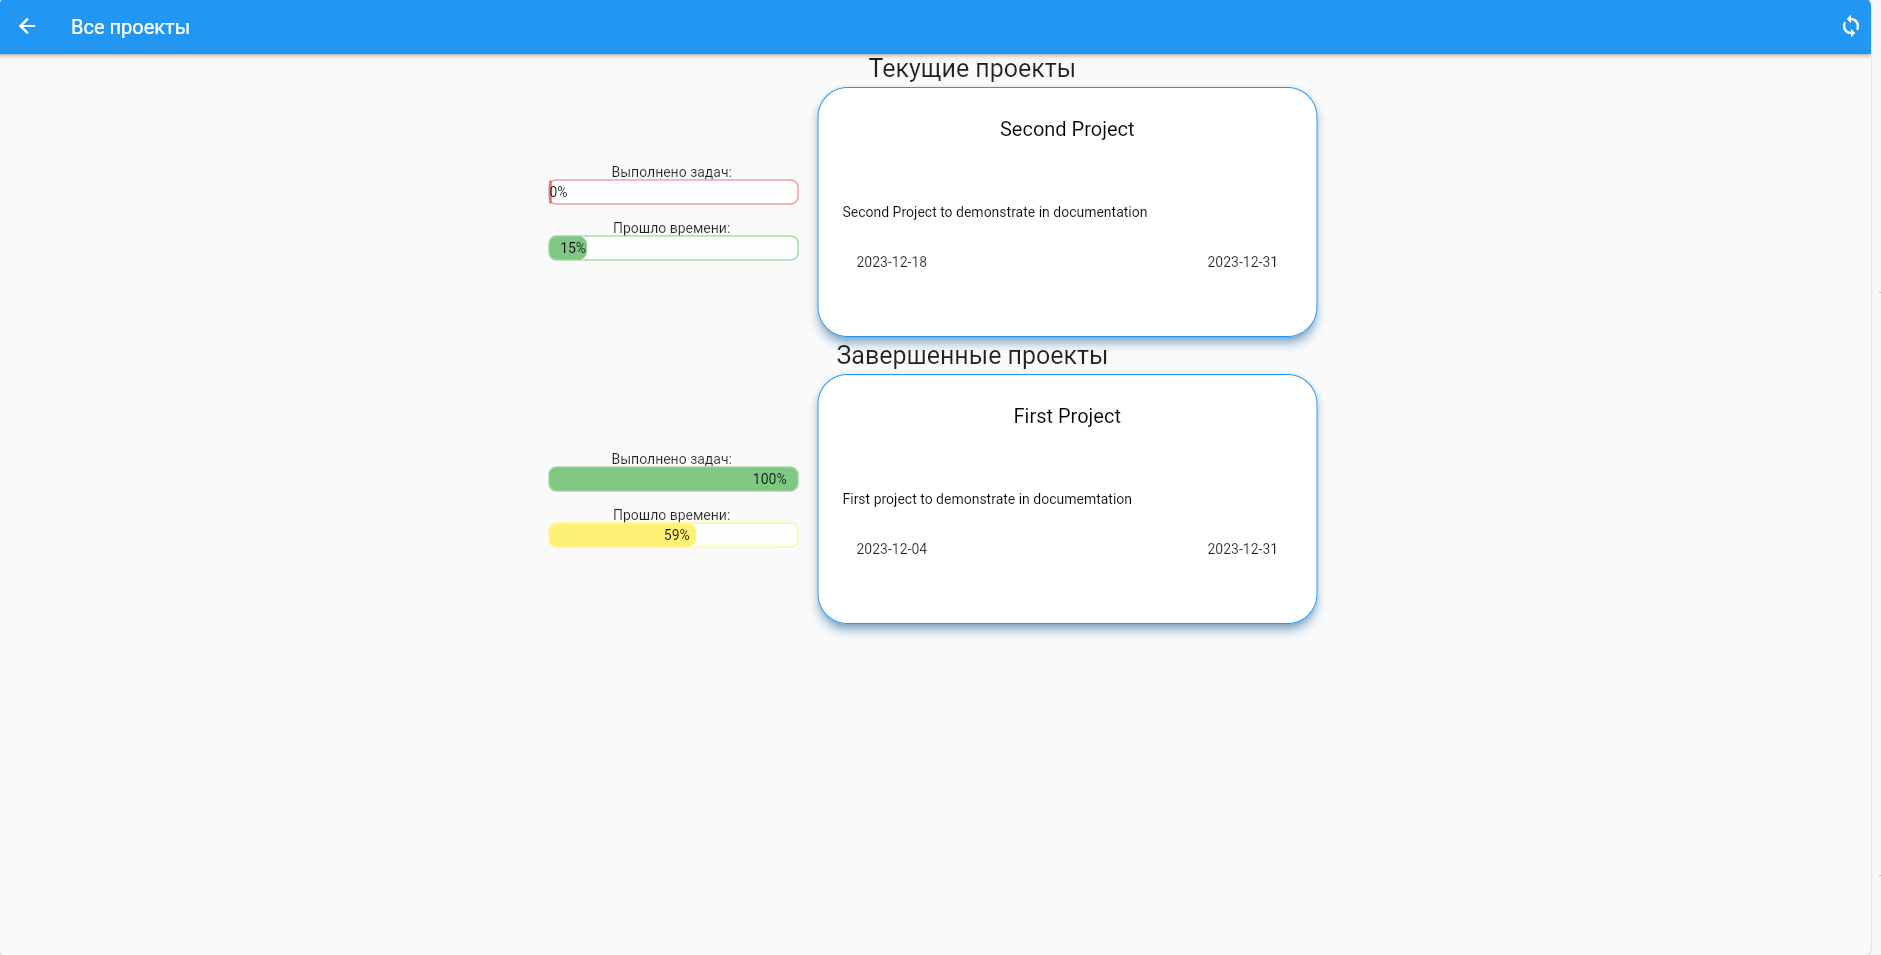 Все проекты
Текущие проекты
Second Project
Выполнено задач:
0%
Second Project to demonstrate in documentation
Прошло времени:
15%
2023-12-18 2023-12-31
Завершенные проекты
First Project
Выполнено задач:
100%
First project to demonstrate in documemtation
Прошло времени:
59%
2023-12-04 2023-12-31